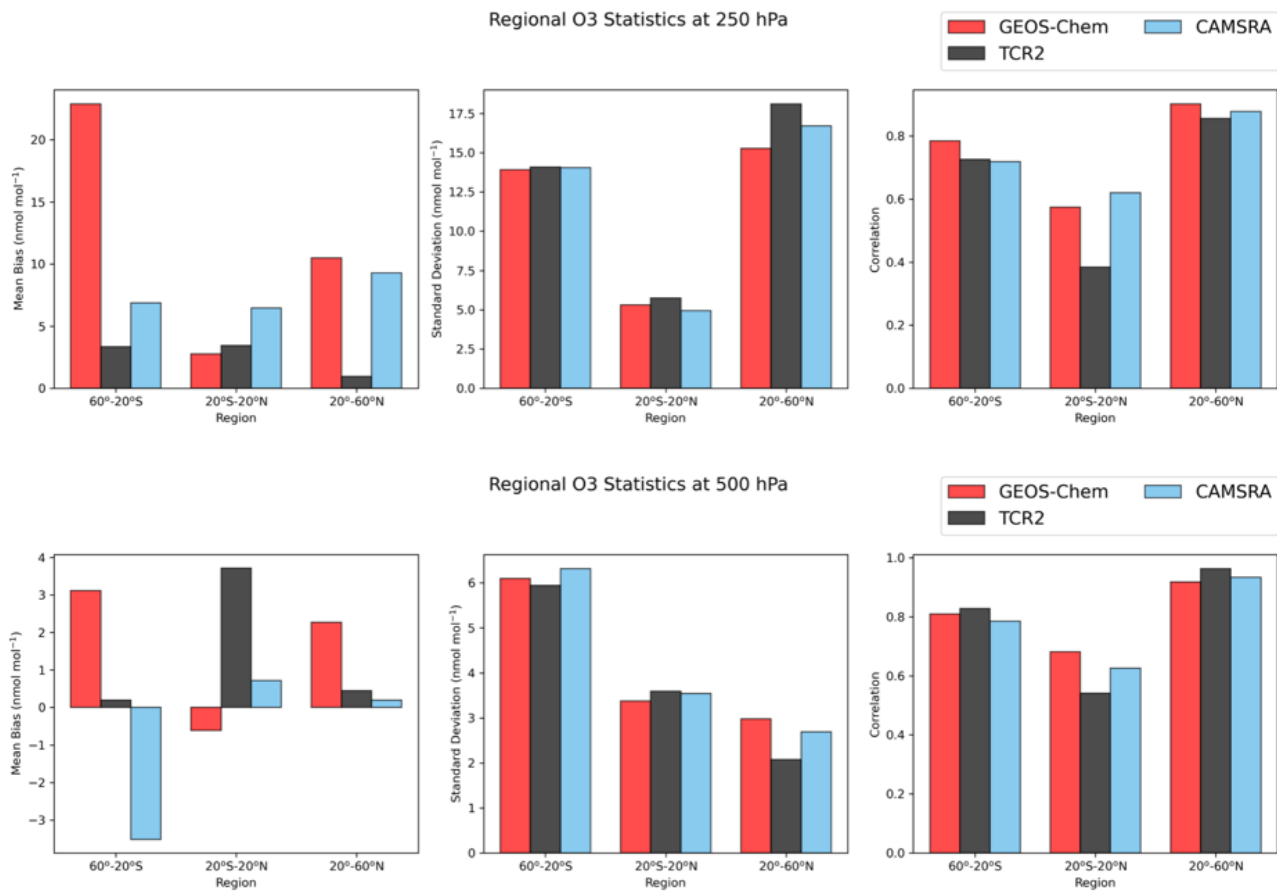 Regional O3 Statistics at 250 hPa
GEOS-Chem
CAMSRA
TCR2
Mean Bias (nmol mol⁻¹)
20
15
10
5
0
60º-20ºS
20ºS-20ºN
20º-60ºN
Region
Standard Deviation (nmol mol⁻¹)
17.5
15.0
12.5
10.0
7.5
5.0
2.5
0.0
60º-20ºS
20ºS-20ºN
20º-60ºN
Region
Correlation
0.8
0.6
0.4
0.2
0.0
60º-20ºS
20ºS-20ºN
20º-60ºN
Region
Regional O3 Statistics at 500 hPa
GEOS-Chem
CAMSRA
TCR2
Mean Bias (nmol mol⁻¹)
4
3
2
1
0
−1
−2
−3
60º-20ºS
20ºS-20ºN
20º-60ºN
Region
Standard Deviation (nmol mol⁻¹)
6
5
4
3
2
1
0
60º-20ºS
20ºS-20ºN
20º-60ºN
Region
Correlation
1.0
0.8
0.6
0.4
0.2
0.0
60º-20ºS
20ºS-20ºN
20º-60ºN
Region